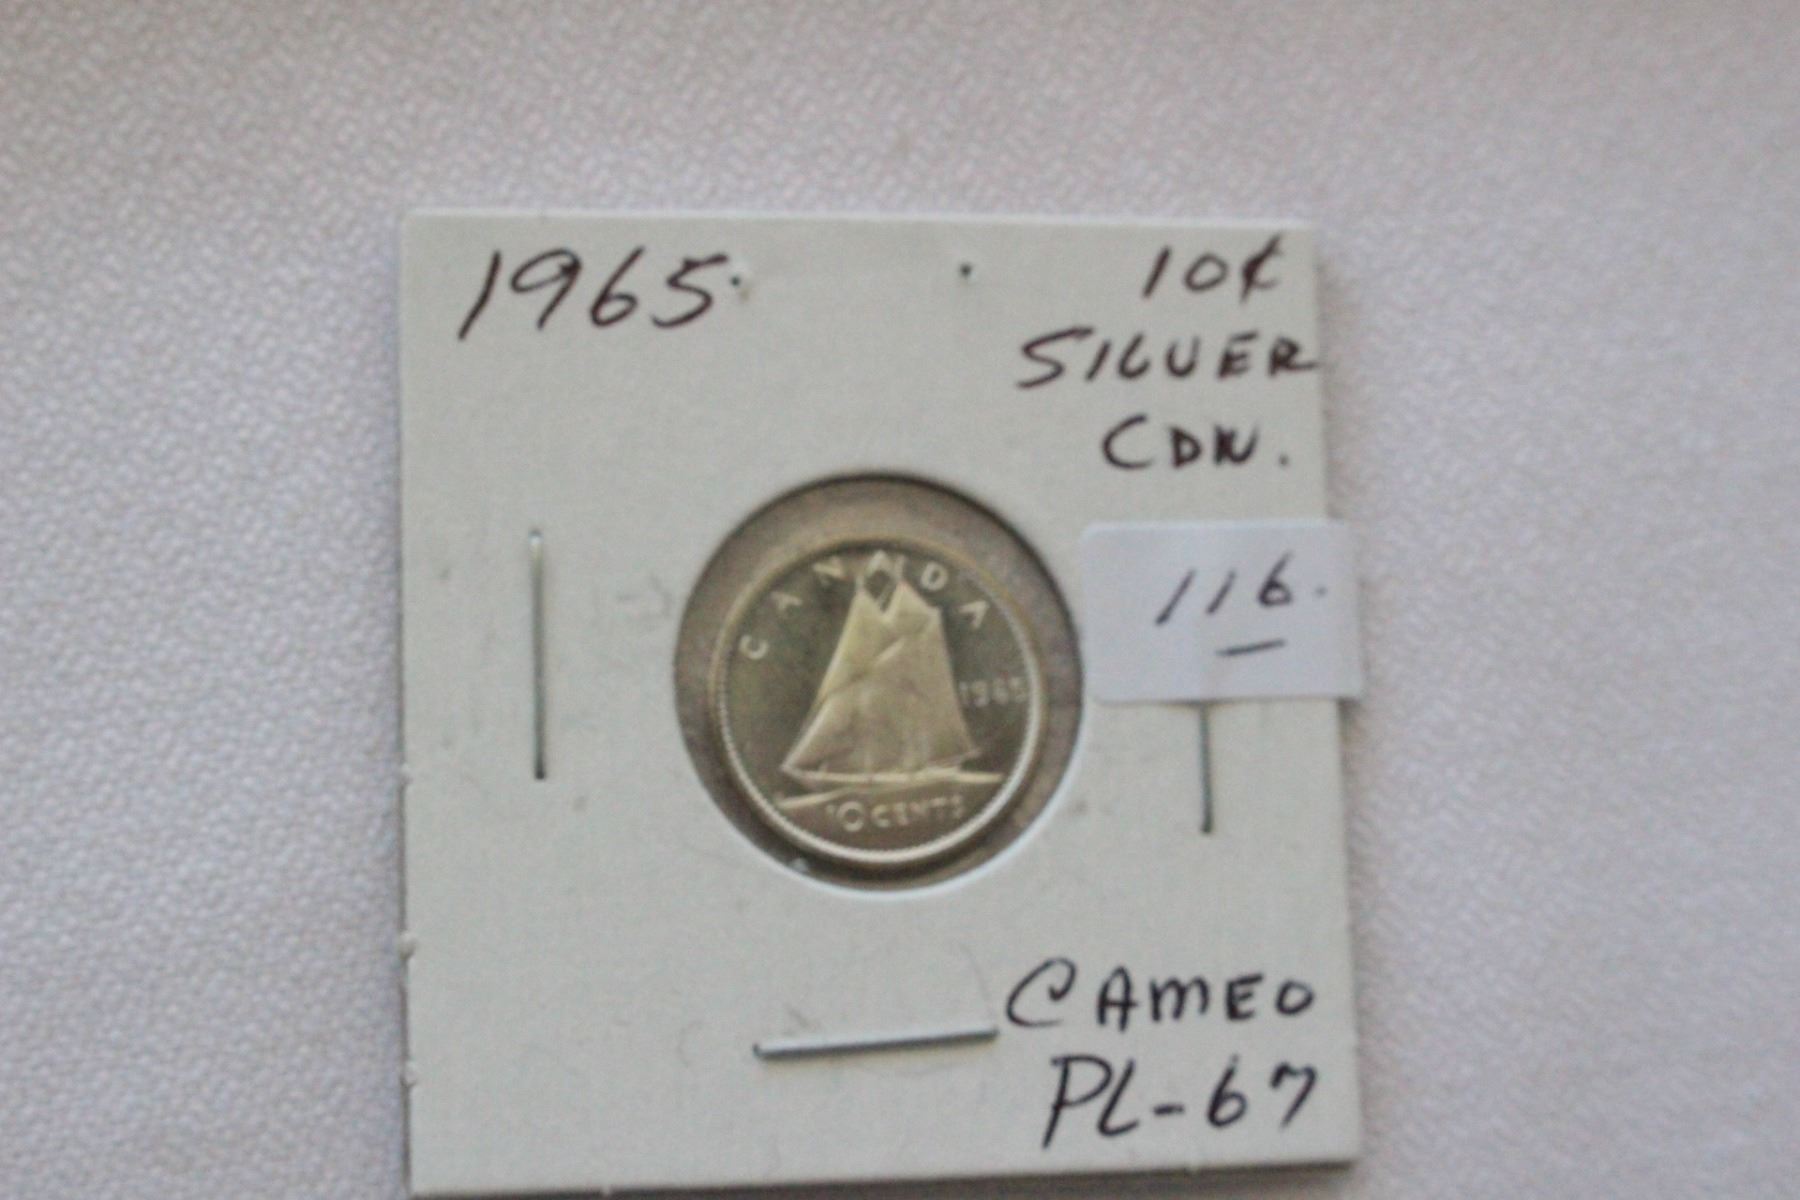 1965
10¢
SILVER
CDN.
116.
CANADA
1965
10 CENTS
CAMEO
PL-67